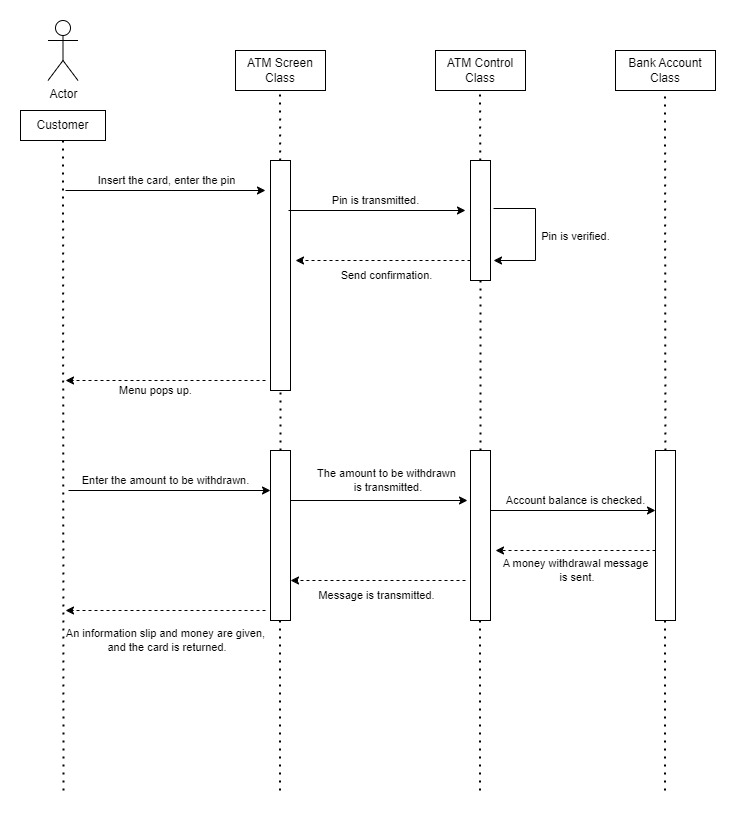 Actor
Customer
ATM Screen
Class
ATM Control
Class
Bank Account
Class
Insert the card, enter the pin
Pin is transmitted.
Pin is verified.
Send confirmation.
Menu pops up.
Enter the amount to be withdrawn.
The amount to be withdrawn
is transmitted.
Account balance is checked.
A money withdrawal message
is sent.
Message is transmitted.
An information slip and money are given,
and the card is returned.